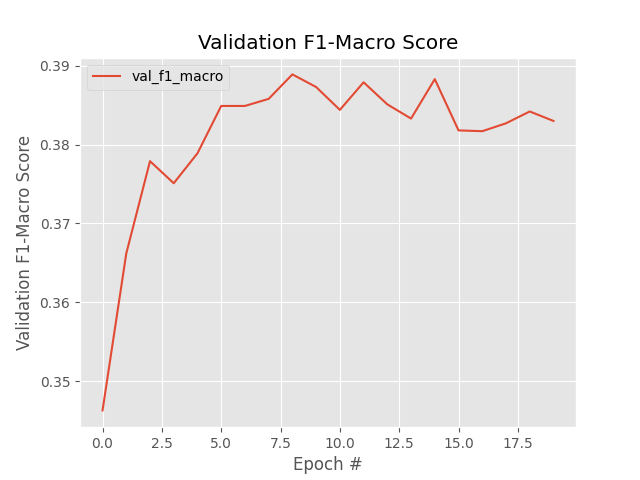 Validation F1-Macro Score
val_f1_macro
0.39
0.38
0.37
0.36
0.35
Validation F1-Macro Score
0.0 2.5 5.0 7.5 10.0 12.5 15.0 17.5
Epoch #